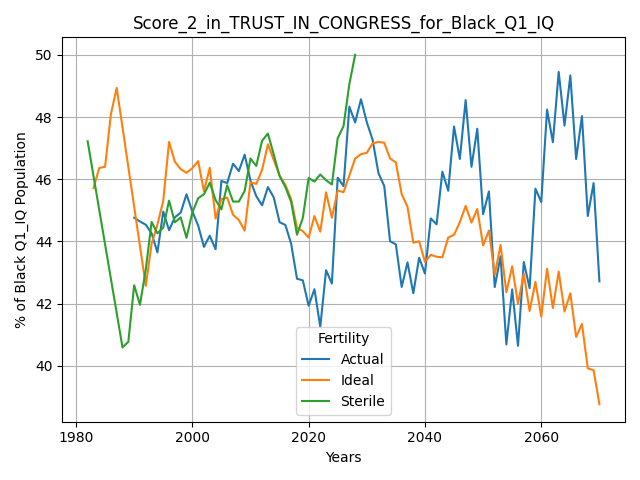 Score_2_in_TRUST_IN_CONGRESS_for_Black_Q1_IQ
% of Black Q1_IQ Population
50
48
46
44
42
40
Fertility
Actual
Ideal
Sterile
1980
2000
2020
2040
2060
Years